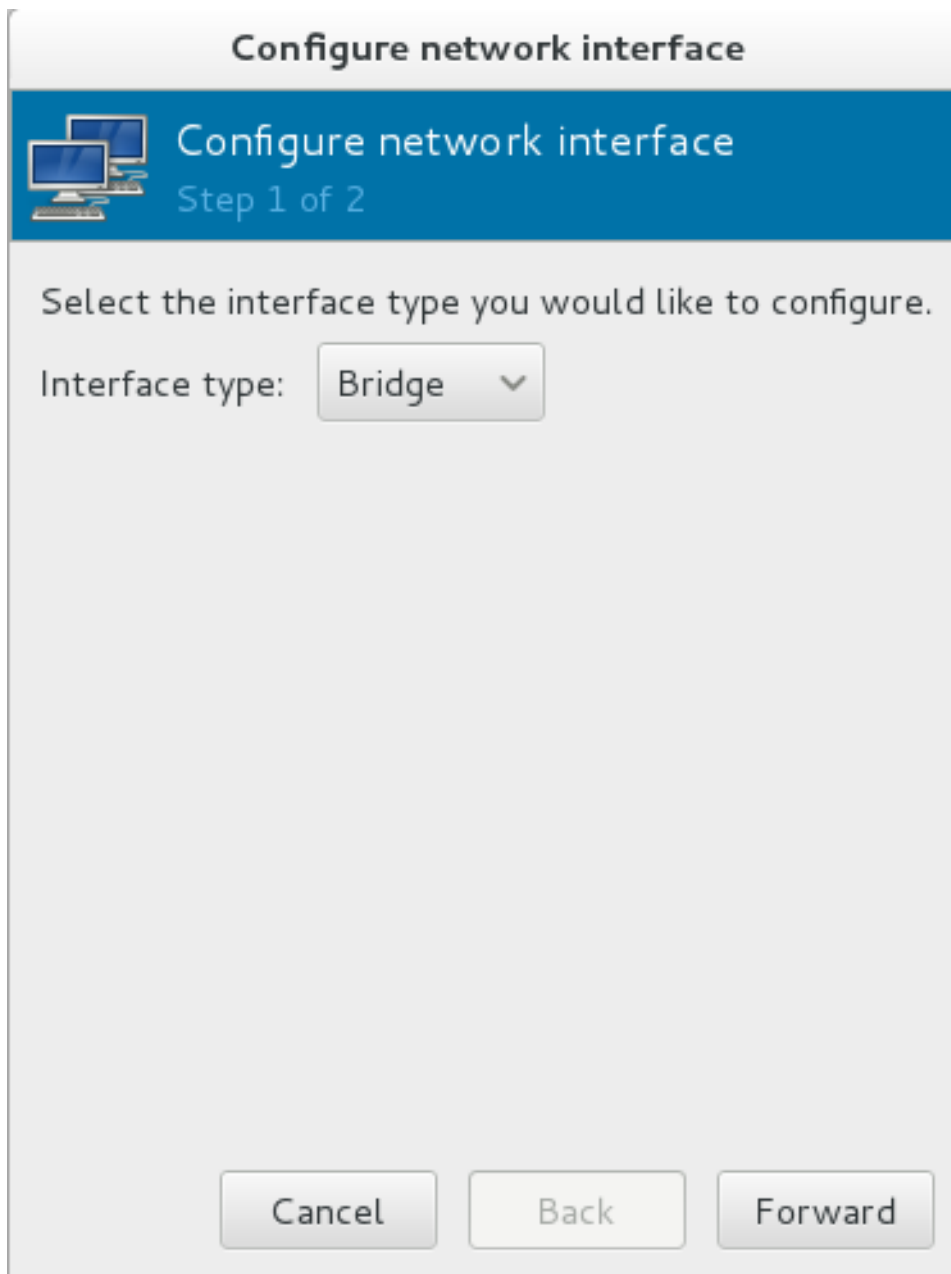 Configure network interface
Configure network interface
Step 1 of 2
Select the interface type you would like to configure.
Interface type: Bridge
Cancel Back Forward